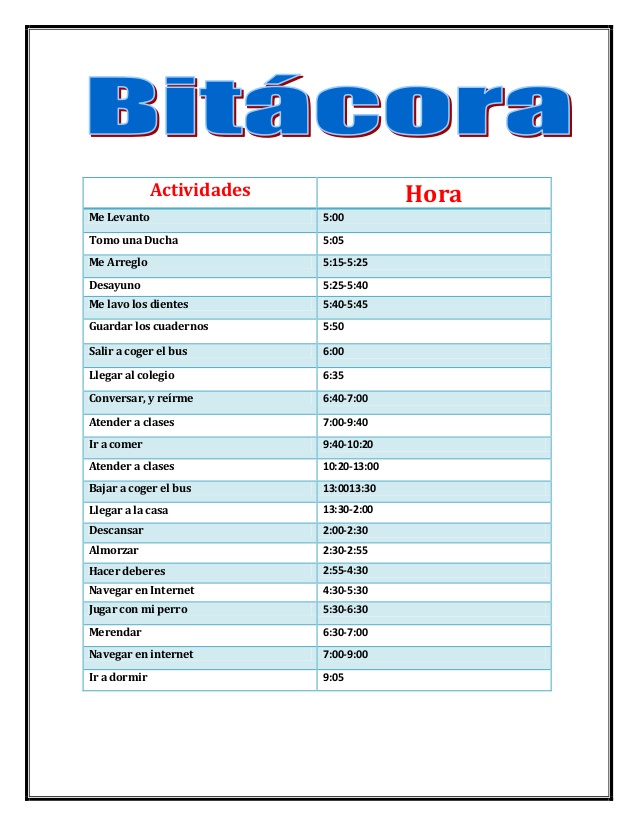 Bitácora
Actividades Hora
Me Levanto 5:00
Tomo una Ducha 5:05
Me Arreglo 5:15-5:25
Desayuno 5:25-5:40
Me lavo los dientes 5:40-5:45
Guardar los cuadernos 5:50
Salir a coger el bus 6:00
Llegar al colegio 6:35
Conversar, y reírme 6:40-7:00
Atender a clases 7:00-9:40
Ir a comer 9:40-10:20
Atender a clases 10:20-13:00
Bajar a coger el bus 13:0013:30
Llegar a la casa 13:30-2:00
Descansar 2:00-2:30
Almorzar 2:30-2:55
Hacer deberes 2:55-4:30
Navegar en Internet 4:30-5:30
Jugar con mi perro 5:30-6:30
Merendar 6:30-7:00
Navegar en internet 7:00-9:00
Ir a dormir 9:05